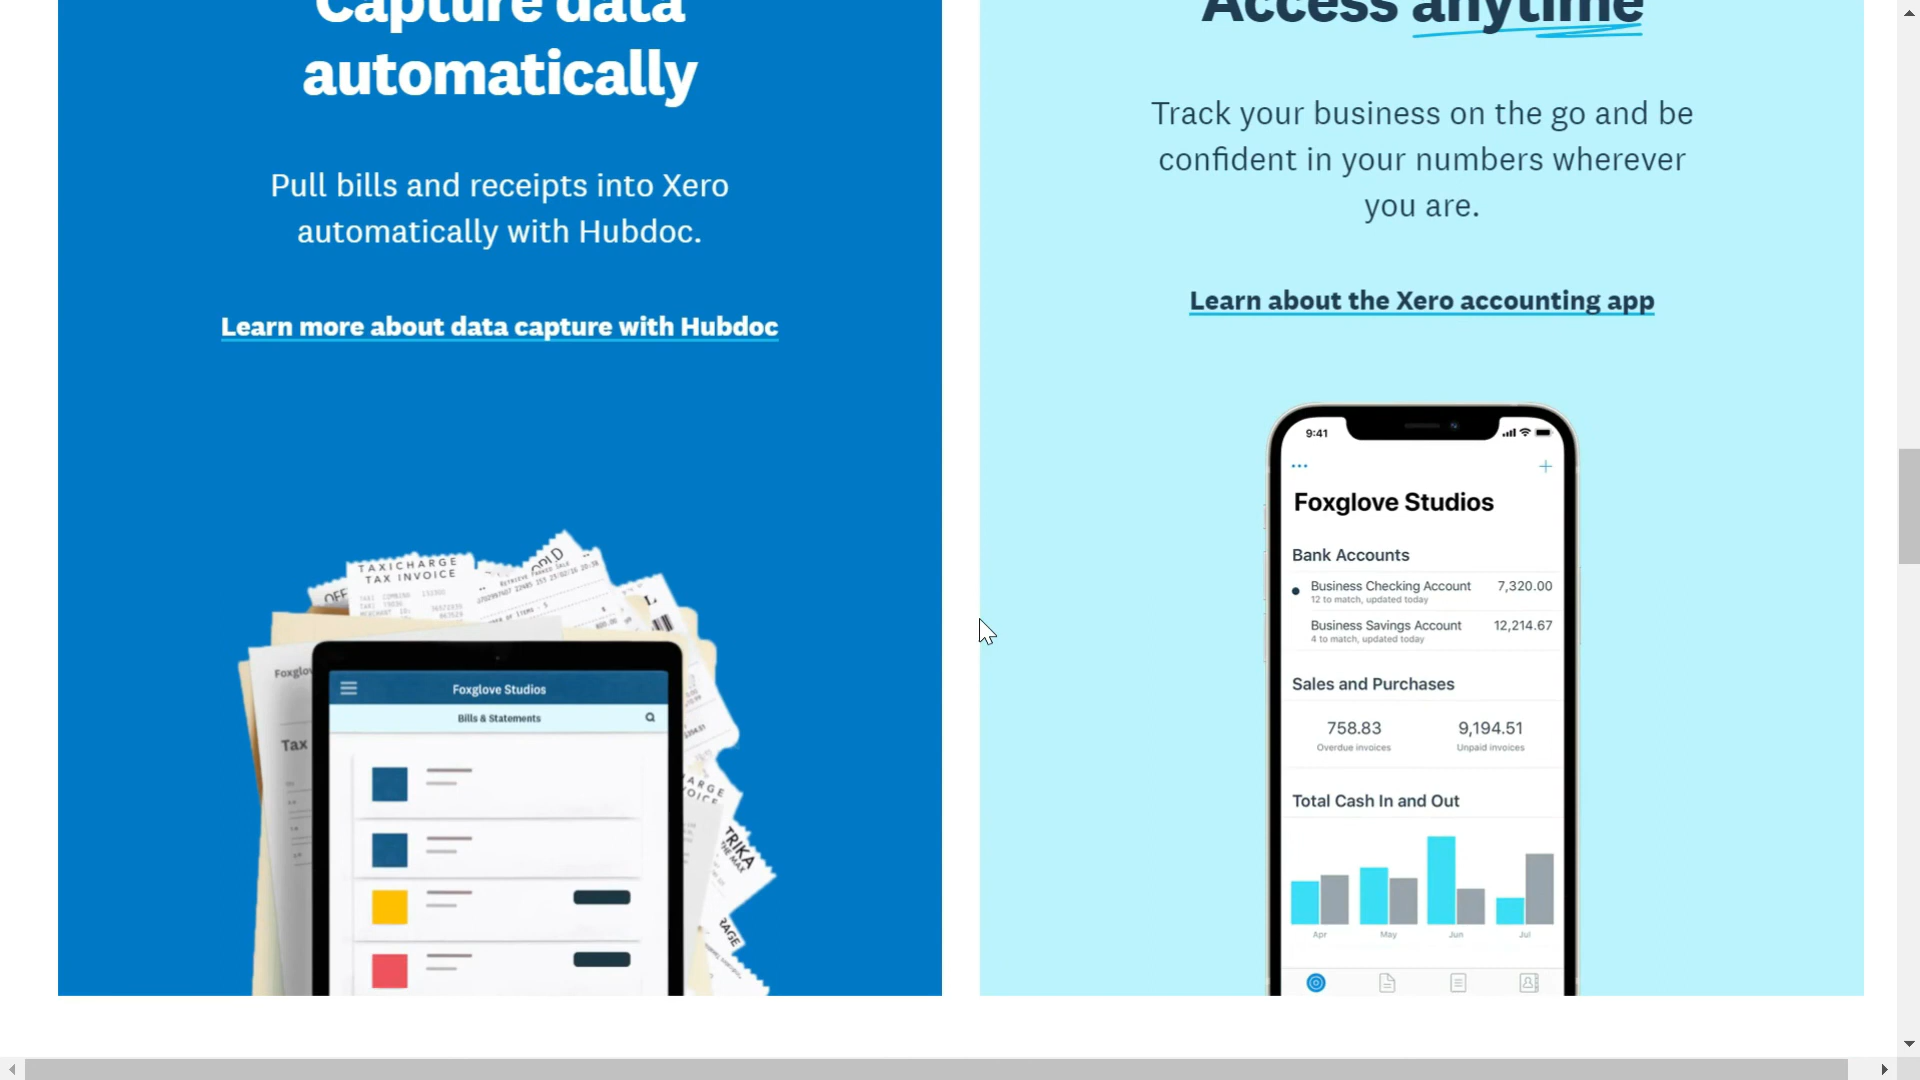 Capture data
automatically
Pull bills and receipts into Xero
automatically with Hubdoc.
Learn more about data capture with Hubdoc
TAXICHARGE
TAX INVOICE
Foxglove Studios
Bills & Statements
Tax
TRIKA
THE MAX
Access anytime
Track your business on the go and be
confident in your numbers wherever
you are.
Learn about the Xero accounting app
9:41
Foxglove Studios
Bank Accounts
Business Checking Account 7,320.00
12 to match, updated today
Business Savings Account 12,214.67
4 to match, updated today
Sales and Purchases
758.83 9,194.51
Overdue invoices Unpaid invoices
Total Cash In and Out
Apr May Jun Jul